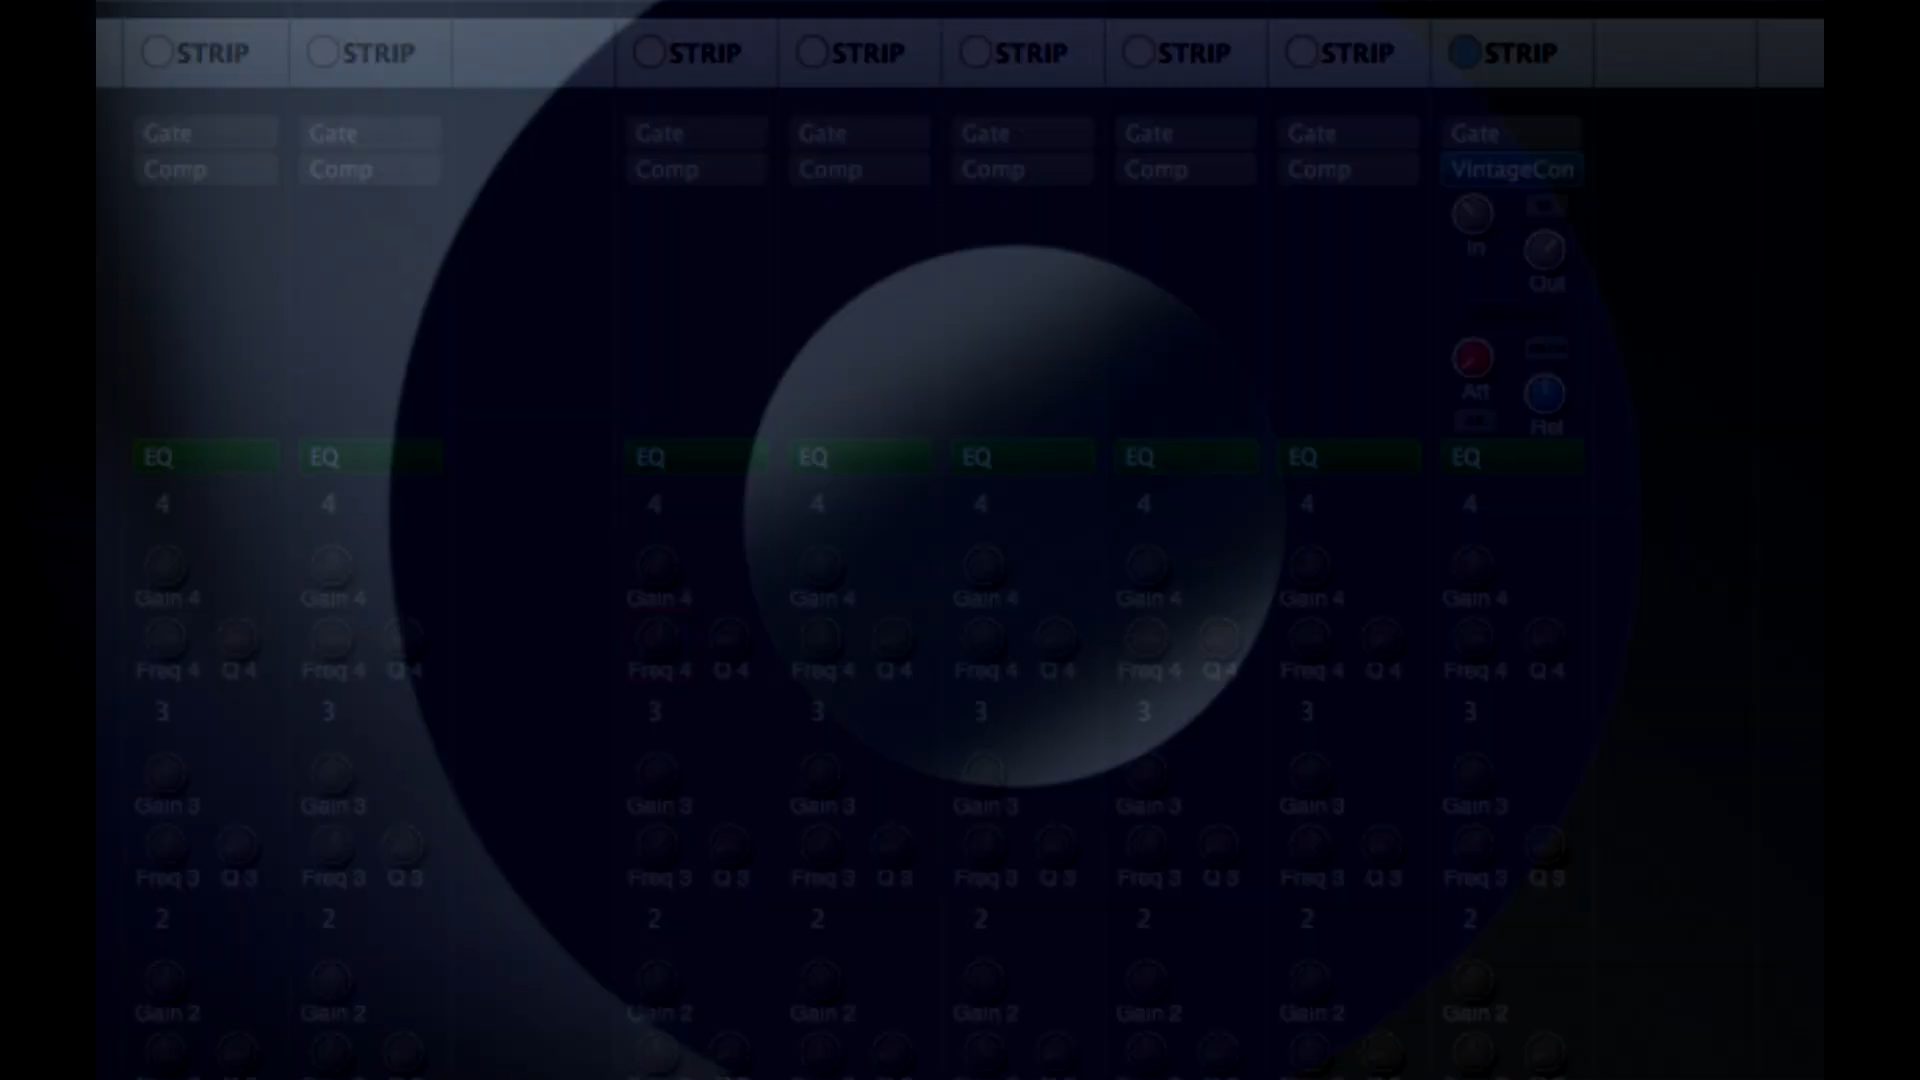 STRIP STRIP STRIP STRIP STRIP STRIP STRIP STRIP
Gate Gate Gate Gate Gate Gate Gate Gate
Comp Comp Comp Comp Comp Comp Comp VintageCon
In
Out
Att
Rel
EQ EQ EQ EQ EQ EQ EQ EQ
4 4 4 4 4 4 4 4
Gain 4 Gain 4 Gain 4 Gain 4 Gain 4 Gain 4 Gain 4 Gain 4
Freq 4 Q 4 Freq 4 Q 4 Freq 4 Q 4 Freq 4 Q 4 Freq 4 Q 4 Freq 4 Q 4 Freq 4 Q 4 Freq 4 Q 4
3 3 3 3 3 3 3 3
Gain 3 Gain 3 Gain 3 Gain 3 Gain 3 Gain 3 Gain 3 Gain 3
Freq 3 Q 3 Freq 3 Q 3 Freq 3 Q 3 Freq 3 Q 3 Freq 3 Q 3 Freq 3 Q 3 Freq 3 Q 3 Freq 3 Q 3
2 2 2 2 2 2 2 2
Gain 2 Gain 2 Gain 2 Gain 2 Gain 2 Gain 2 Gain 2 Gain 2